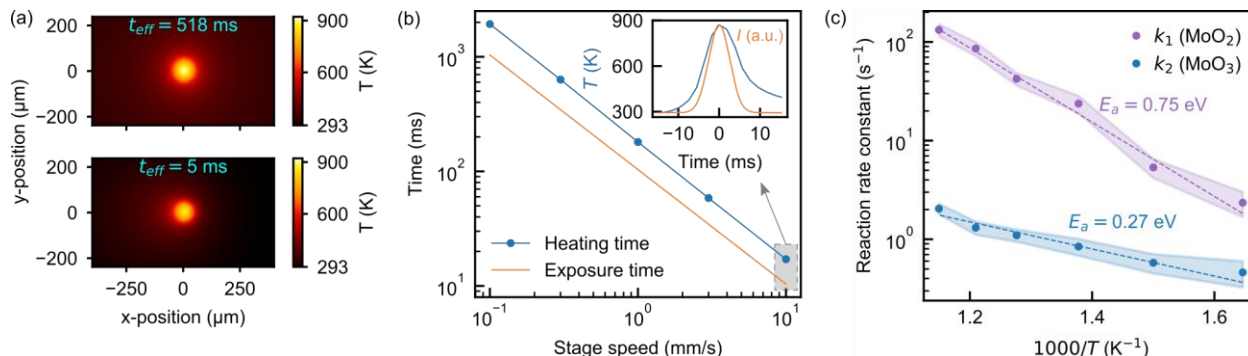 (a)
t_eff = 518 ms
200
0
−200
900
600
293
T (K)
t_eff = 5 ms
200
0
−200
900
600
293
T (K)
y-position (µm)
−250 0 250
x-position (µm)
(b)
10³
10²
10¹
Time (ms)
900
600
300
T (K)
I (a.u.)
−10 0 10
Time (ms)
Heating time
Exposure time
10⁻¹ 10⁰ 10¹
Stage speed (mm/s)
(c)
10²
10¹
10⁰
Reaction rate constant (s⁻¹)
k₁ (MoO₂)
k₂ (MoO₃)
Eₐ = 0.75 eV
Eₐ = 0.27 eV
1.2 1.4 1.6
1000/T (K⁻¹)